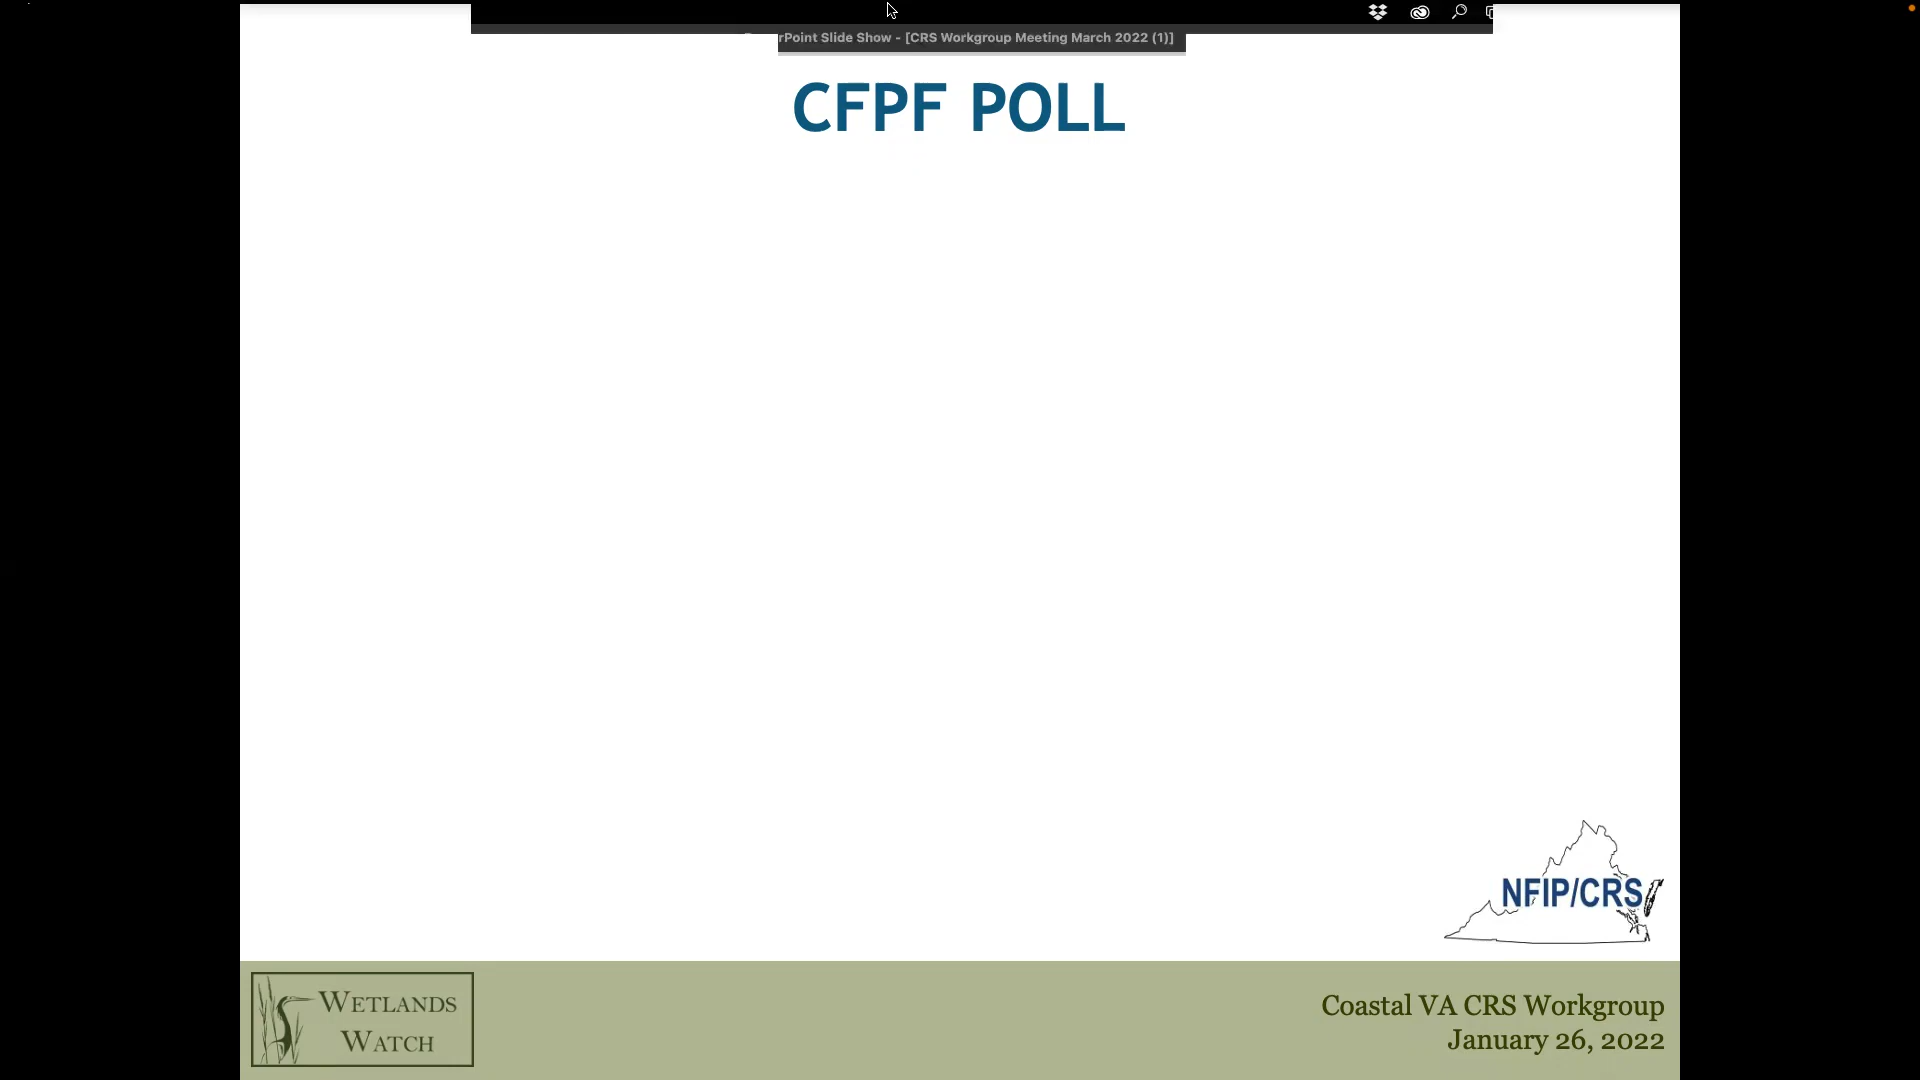 rPoint Slide Show - [CRS Workgroup Meeting March 2022 (1)]
CFPF POLL
NFIP/CRS
WETLANDS
WATCH
Coastal VA CRS Workgroup
January 26, 2022